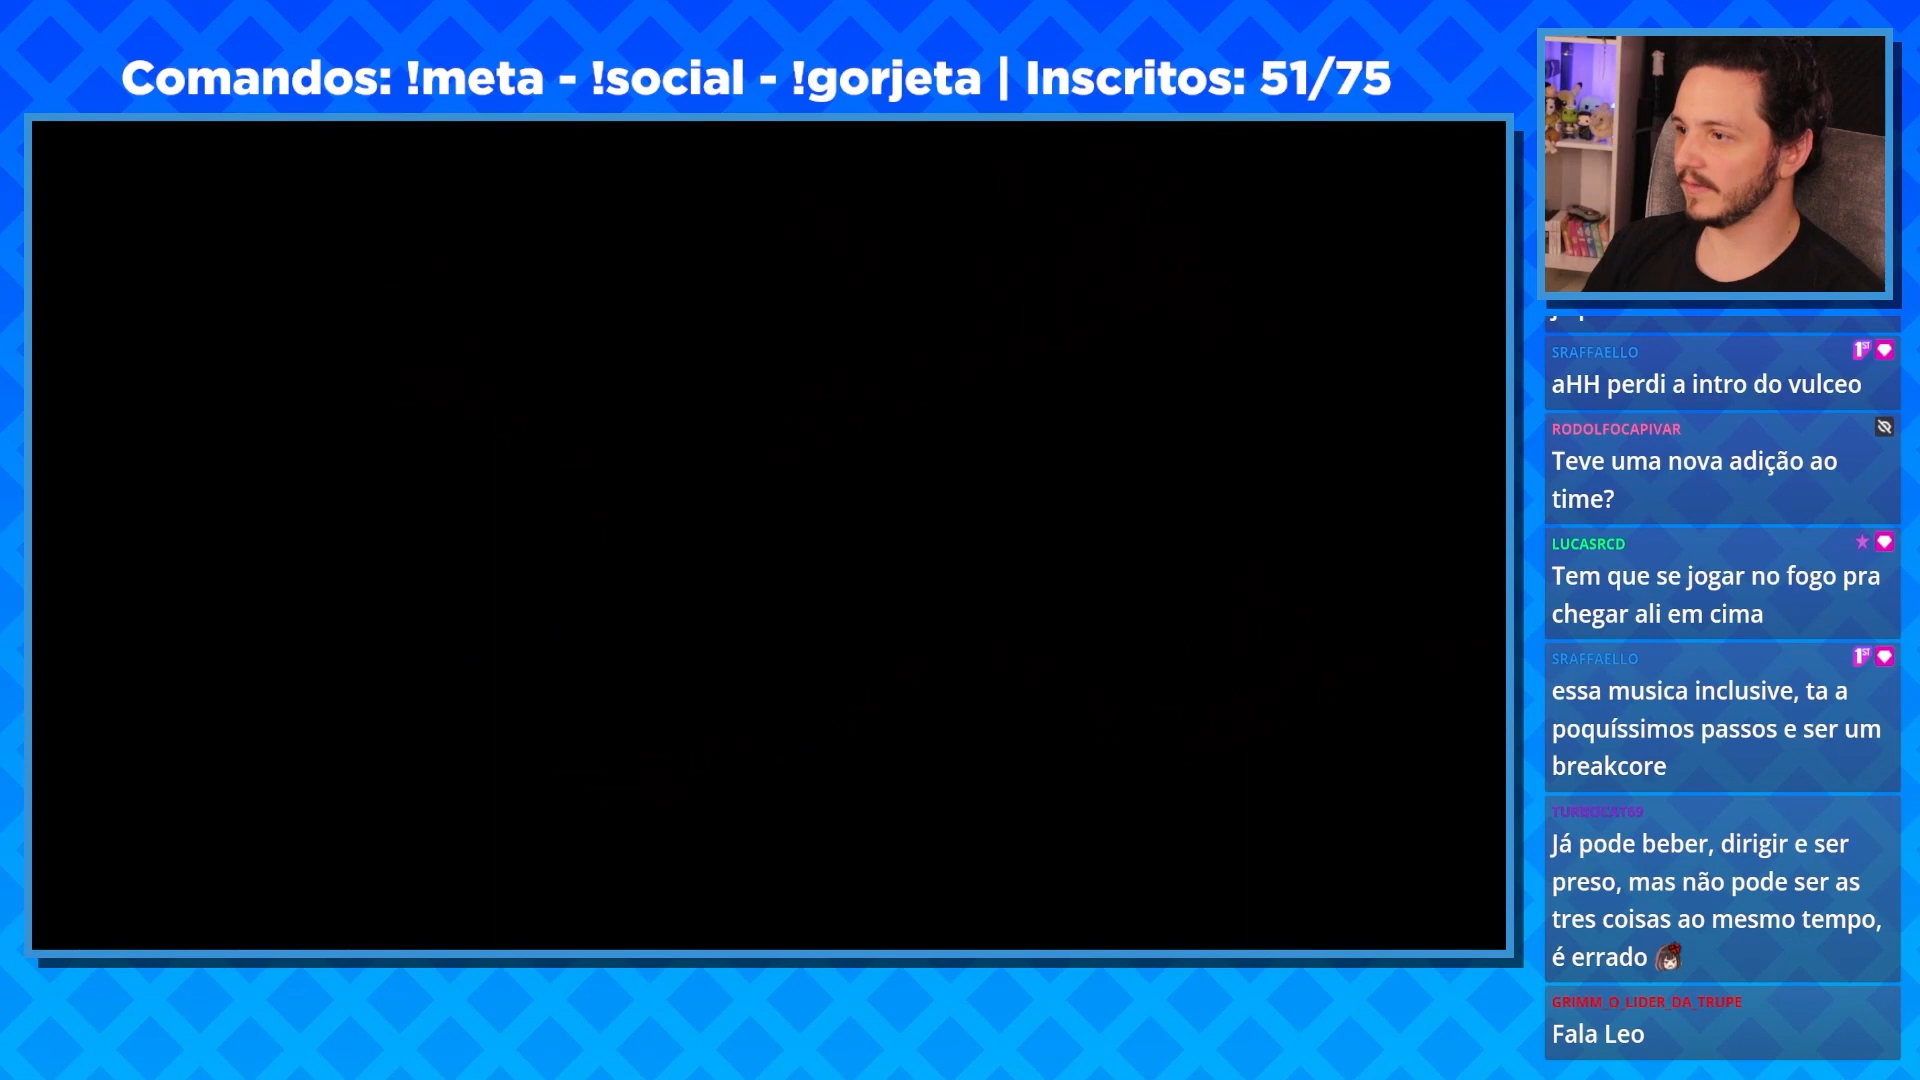 Comandos: !meta - !social - !gorjeta | Inscritos: 51/75
SRAFFAELLO
aHH perdi a intro do vulceo
RODOLFOCAPIVAR
Teve uma nova adição ao
time?
LUCASRCD
Tem que se jogar no fogo pra
chegar ali em cima
SRAFFAELLO
essa musica inclusive, ta a
poquíssimos passos e ser um
breakcore
TURBOCAT69
Já pode beber, dirigir e ser
preso, mas não pode ser as
tres coisas ao mesmo tempo,
é errado
GRIMM_O_LIDER_DA_TRUPE
Fala Leo